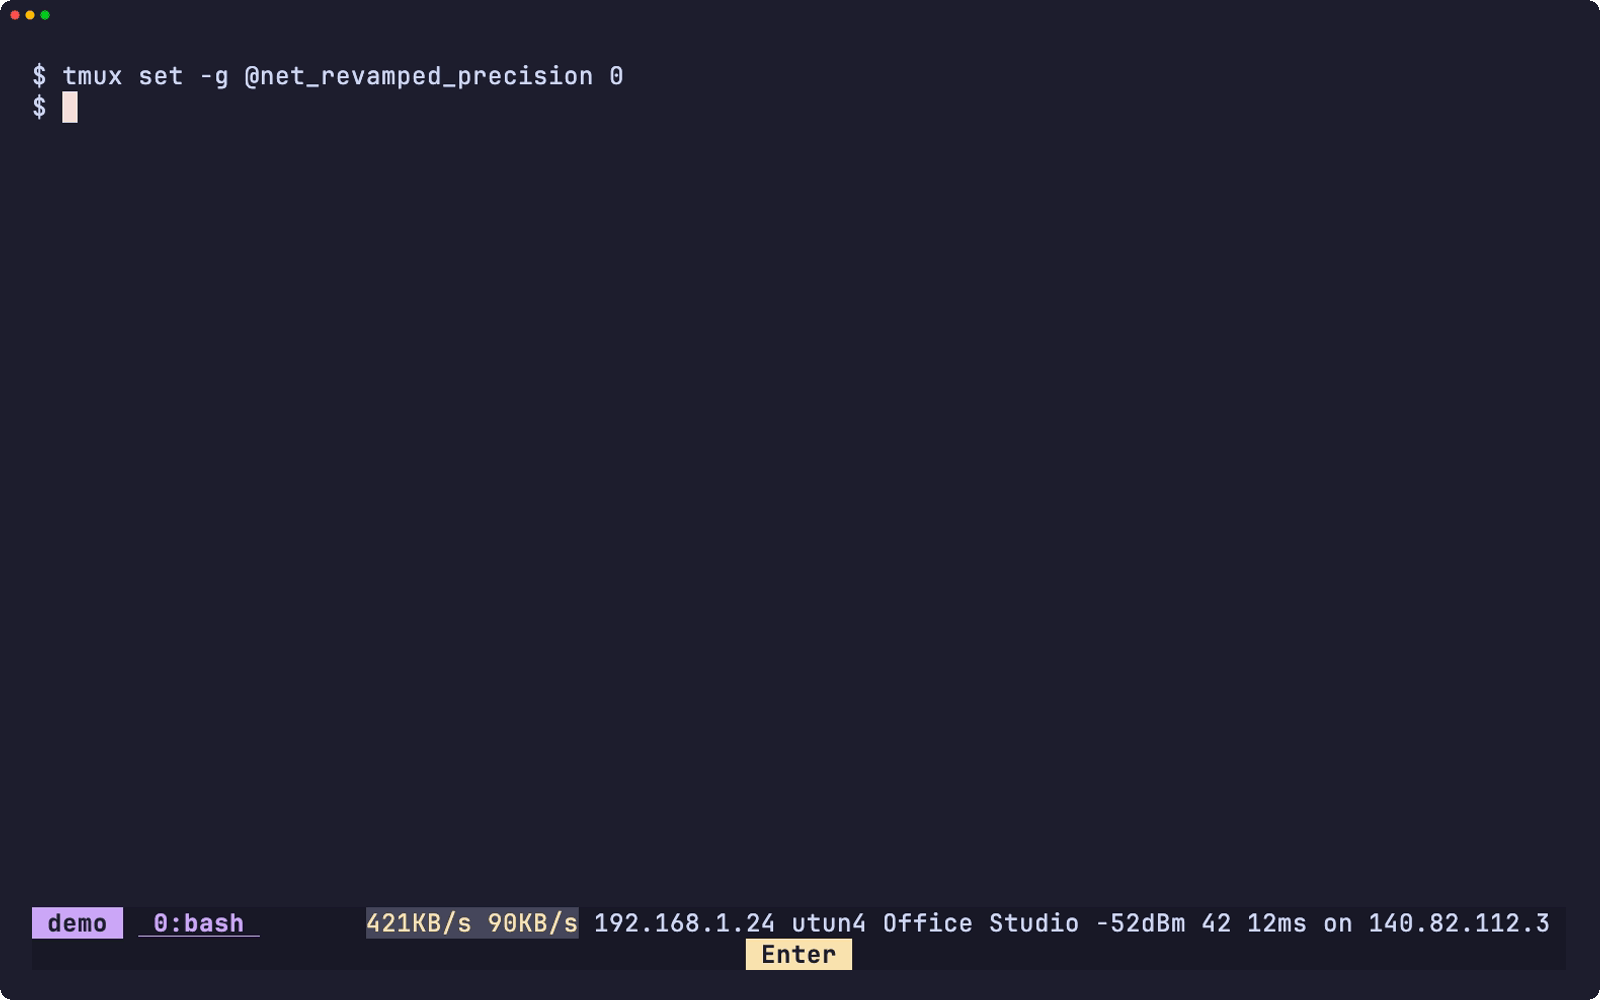 $ tmux set -g @net_revamped_precision 0
$
demo 0:bash 421KB/s 90KB/s 192.168.1.24 utun4 Office Studio -52dBm 42 12ms on 140.82.112.3
Enter